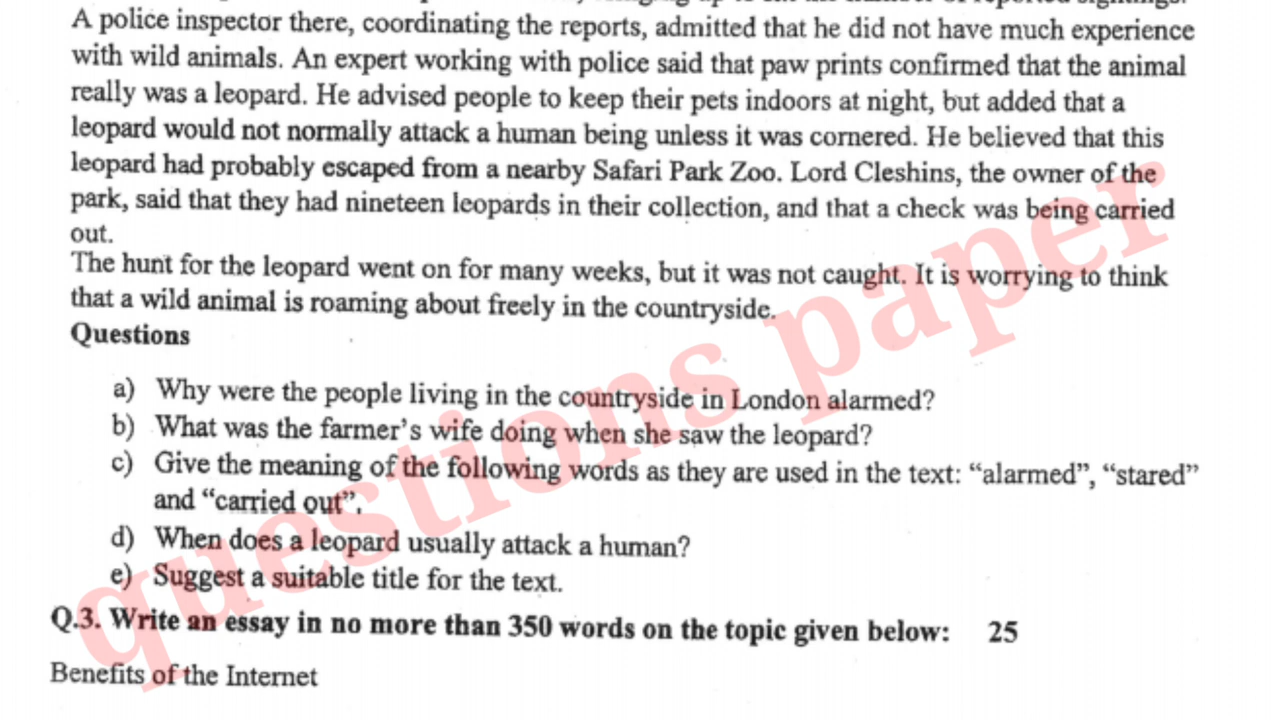 A police inspector there, coordinating the reports, admitted that he did not have much experience
with wild animals. An expert working with police said that paw prints confirmed that the animal
really was a leopard. He advised people to keep their pets indoors at night, but added that a
leopard would not normally attack a human being unless it was cornered. He believed that this
leopard had probably escaped from a nearby Safari Park Zoo. Lord Cleshins, the owner of the
park, said that they had nineteen leopards in their collection, and that a check was being carried
out.
The hunt for the leopard went on for many weeks, but it was not caught. It is worrying to think
that a wild animal is roaming about freely in the countryside.
Questions
a) Why were the people living in the countryside in London alarmed?
b) What was the farmer's wife doing when she saw the leopard?
c) Give the meaning of the following words as they are used in the text: “alarmed”, “stared”
and “carried out”.
d) When does a leopard usually attack a human?
e) Suggest a suitable title for the text.
Q.3. Write an essay in no more than 350 words on the topic given below: 25
Benefits of the Internet
questions paper